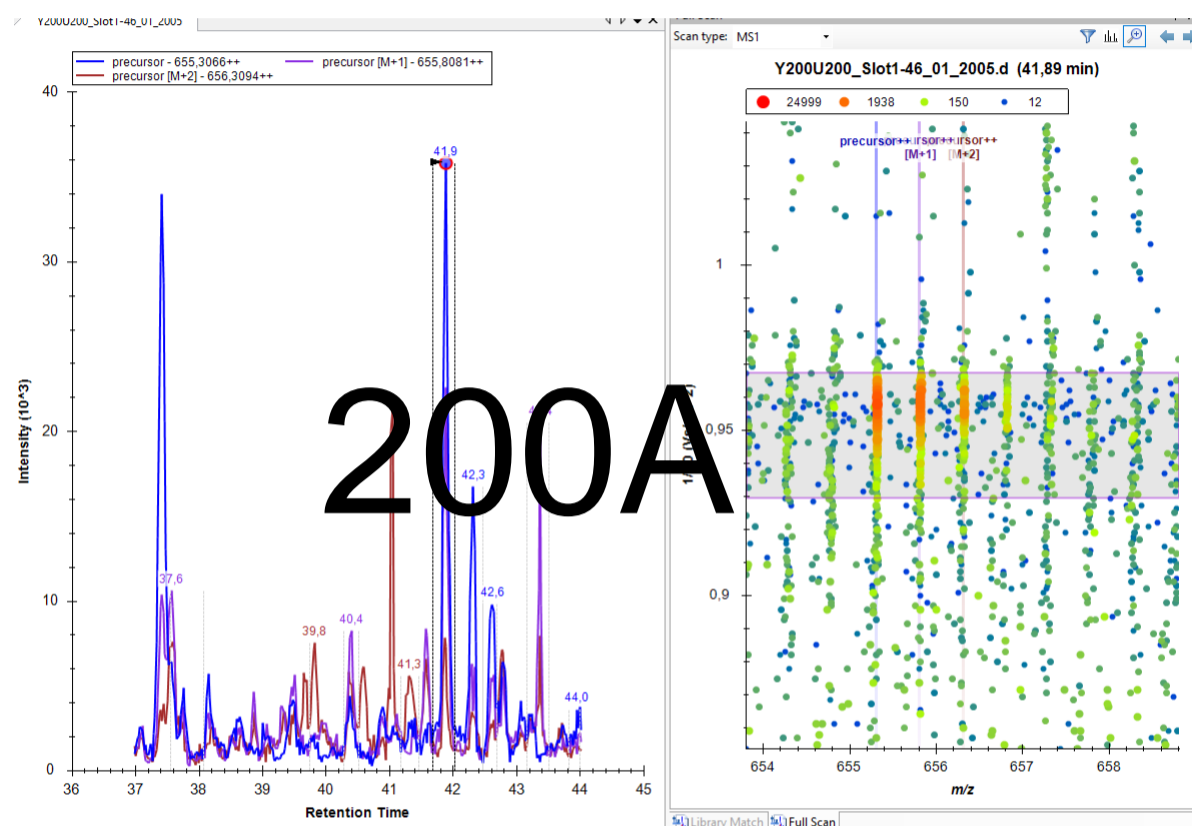 Y200U200_Slot1-46_01_2005
precursor - 655,3066++
precursor [M+1] - 655,8081++
precursor [M+2] - 656,3094++
40
30
20
10
0
Intensity (10^3)
41,9
37,6
39,8
40,4
41,3
42,3
42,6
44,0
36
37
38
39
40
41
42
43
44
45
Retention Time
200A
Scan type:
MS1
Y200U200_Slot1-46_01_2005.d (41,89 min)
24999
1938
150
12
precursor++
[M+1]
[M+2]
1
0,95
0,9
654
655
656
657
658
m/z
Library Match
Full Scan